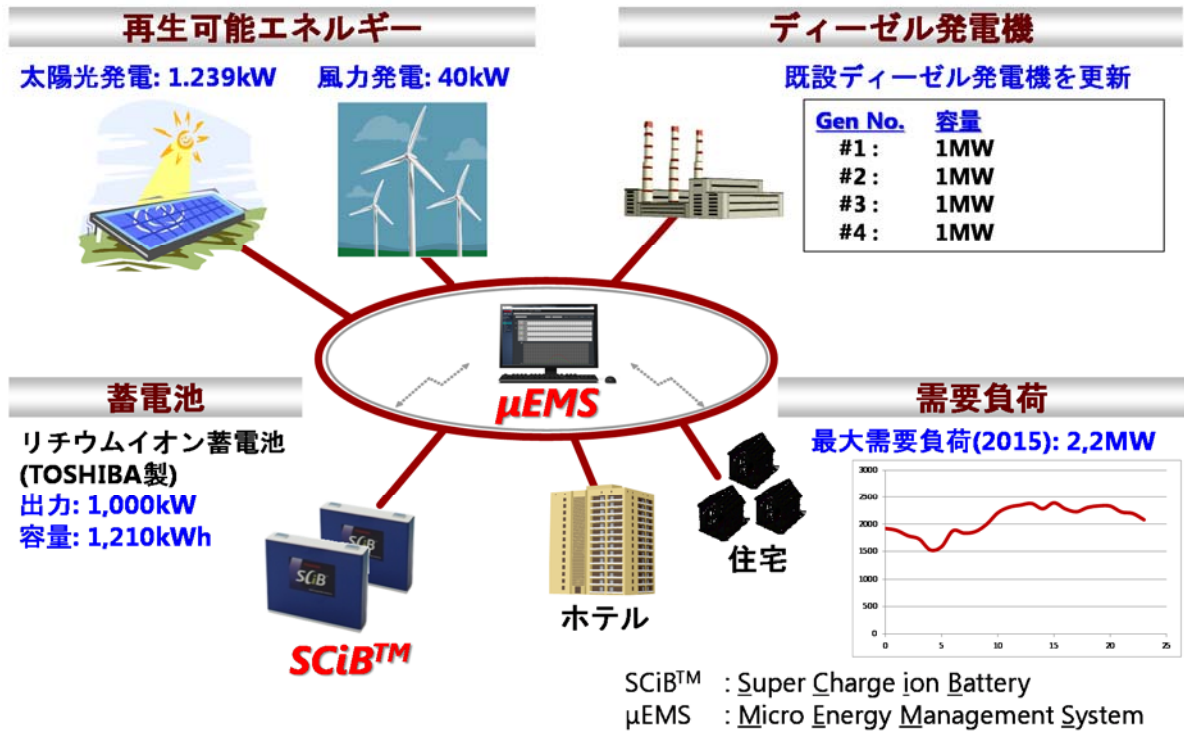 再生可能エネルギー
太陽光発電: 1.239kW
風力発電: 40kW
ディーゼル発電機
既設ディーゼル発電機を更新
Gen No. 容量
#1 : 1MW
#2 : 1MW
#3 : 1MW
#4 : 1MW
μEMS
蓄電池
リチウムイオン蓄電池
(TOSHIBA製)
出力: 1,000kW
容量: 1,210kWh
SCiB
SCiB
SCiB™
ホテル
住宅
需要負荷
最大需要負荷(2015): 2,2MW
3000
2500
2000
1500
1000
500
0
0 5 10 15 20 25
SCiB™ : Super Charge ion Battery
μEMS : Micro Energy Management System